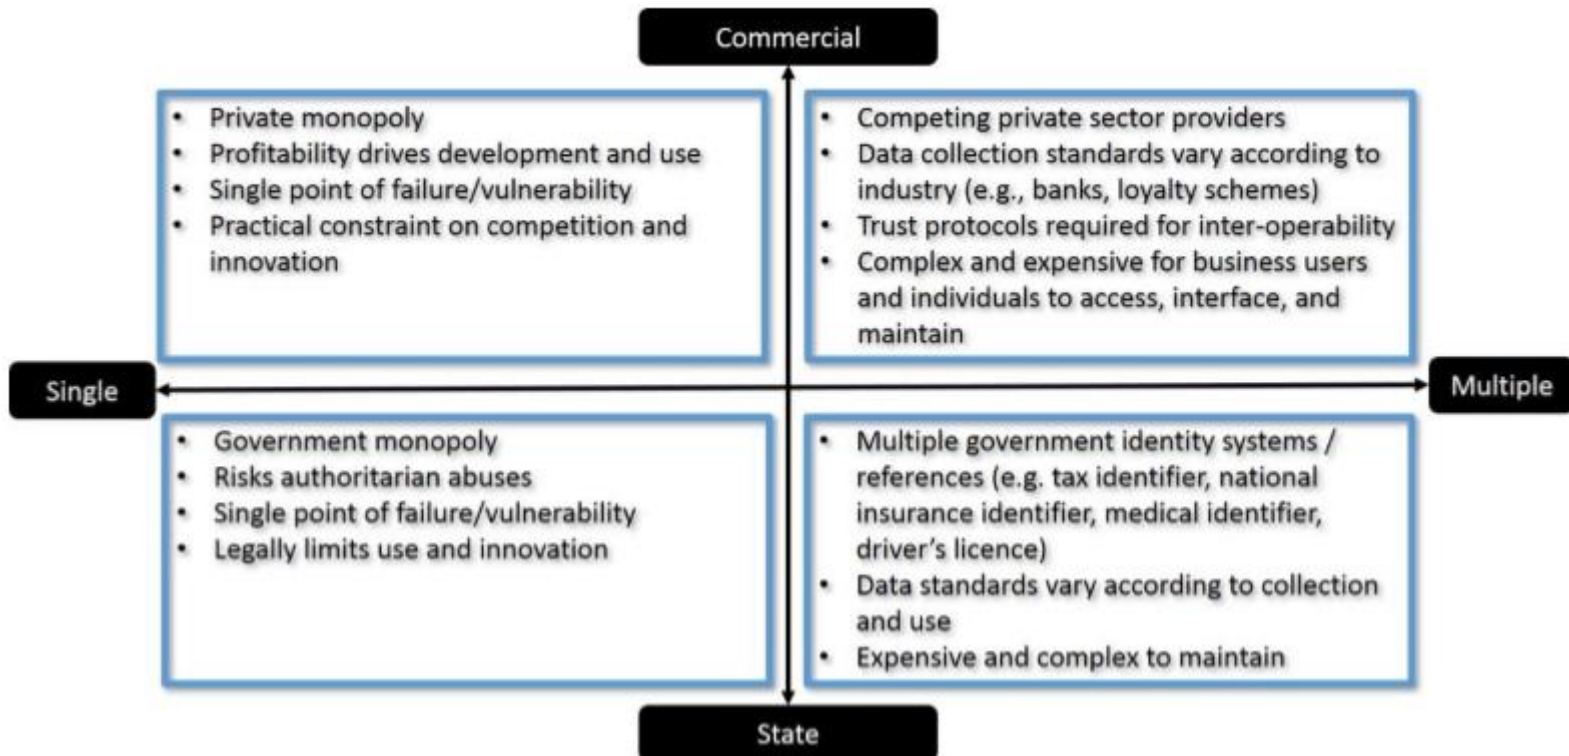 Commercial
• Private monopoly
• Profitability drives development and use
• Single point of failure/vulnerability
• Practical constraint on competition and
innovation
• Competing private sector providers
• Data collection standards vary according to
industry (e.g., banks, loyalty schemes)
• Trust protocols required for inter-operability
• Complex and expensive for business users
and individuals to access, interface, and
maintain
Single
Multiple
• Government monopoly
• Risks authoritarian abuses
• Single point of failure/vulnerability
• Legally limits use and innovation
• Multiple government identity systems /
references (e.g. tax identifier, national
insurance identifier, medical identifier,
driver's licence)
• Data standards vary according to collection
and use
• Expensive and complex to maintain
State